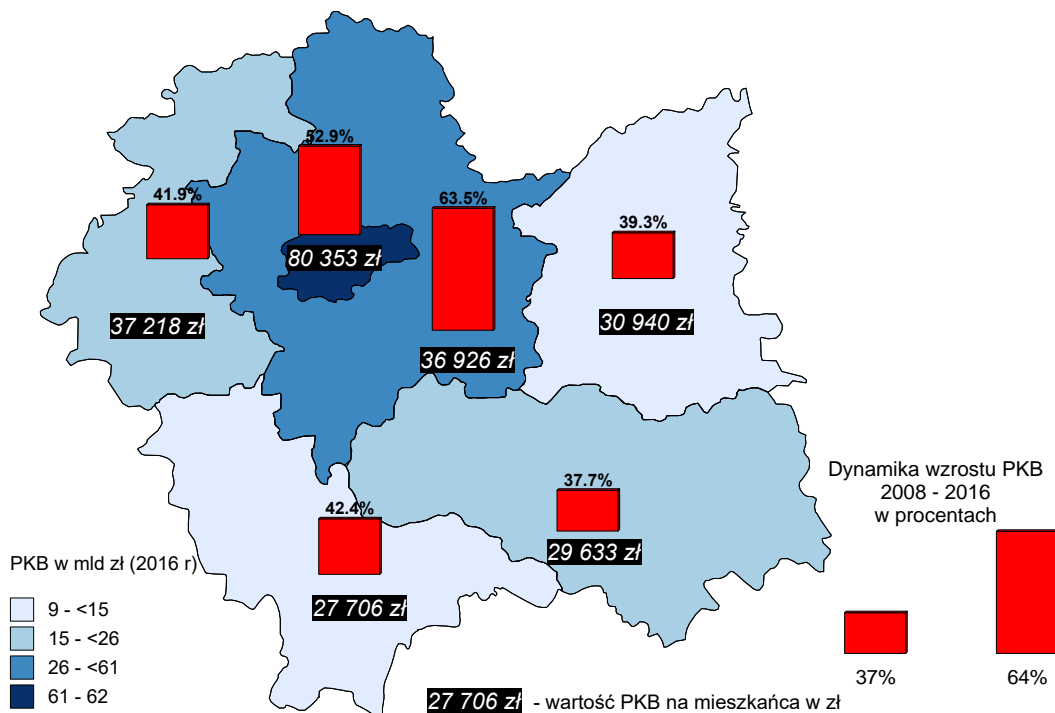 52.9%
41.9%
63.5%
39.3%
80 353 zł
37 218 zł
30 940 zł
36 926 zł
37.7%
42.4%
29 633 zł
27 706 zł
PKB w mld zł (2016 r)
9 - <15
15 - <26
26 - <61
61 - 62
Dynamika wzrostu PKB
2008 - 2016
w procentach
37%
64%
27 706 zł - wartość PKB na mieszkańca w zł